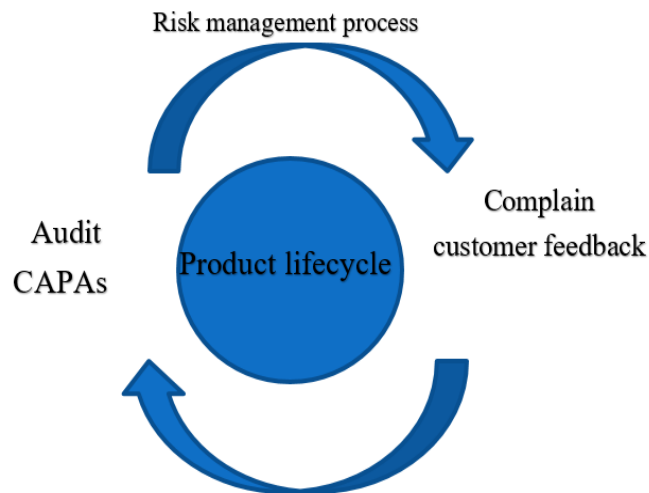 Risk management process
Complain
customer feedback
Audit
CAPAs
Product lifecycle